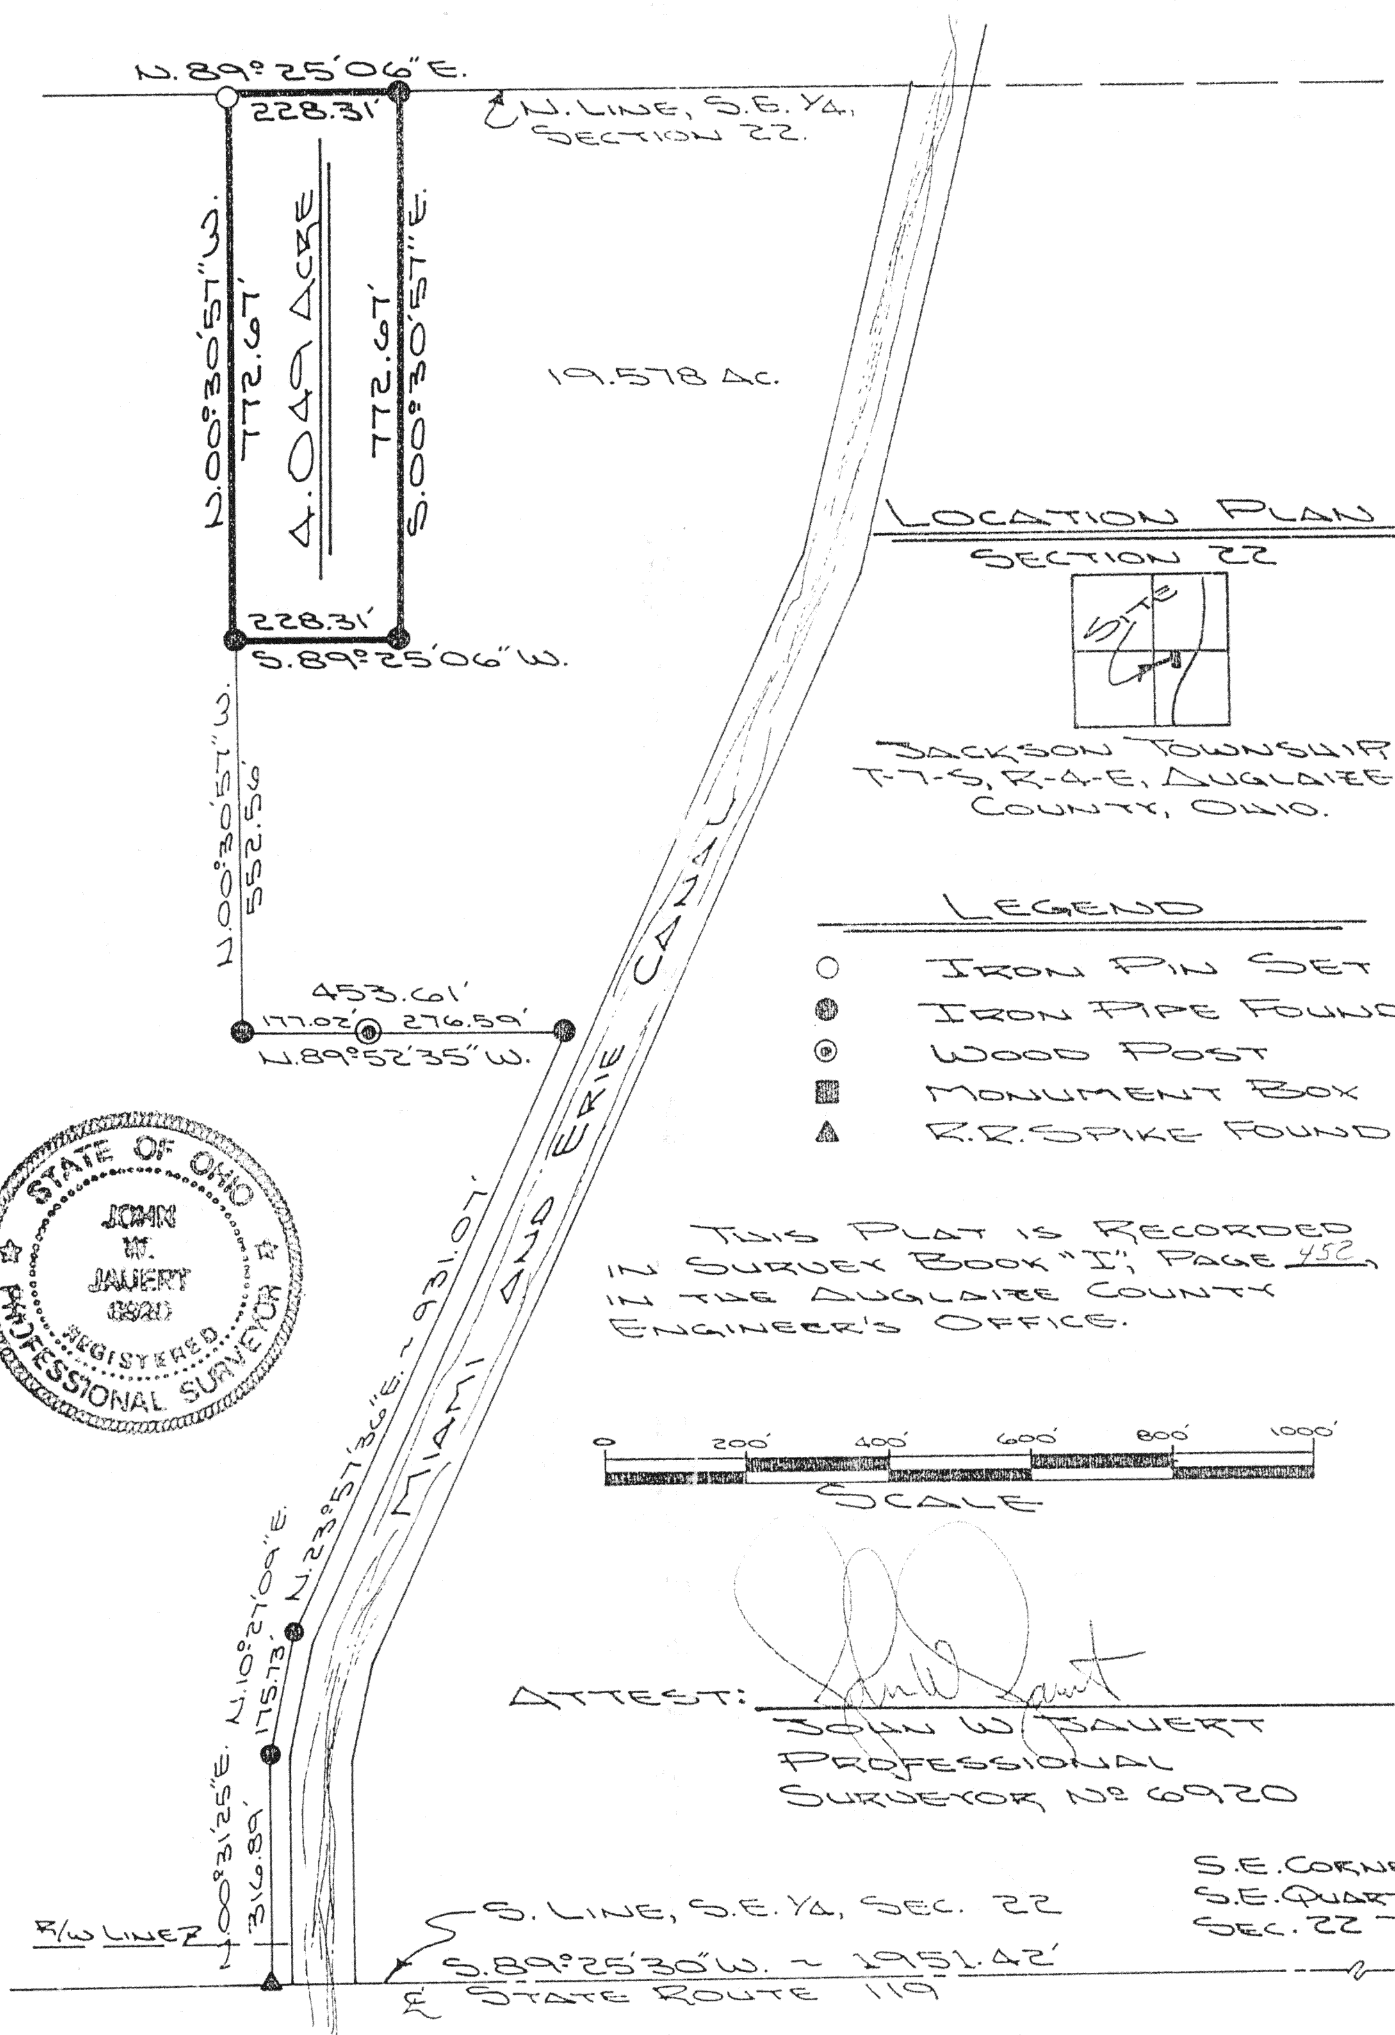 N.89°25'06"E.
228.31'
N. LINE, S.E. ¼,
SECTION 22.
N.00°30'57"W.
772.67'
4.049 ACRE
772.67'
S.00°30'57"E.
19.578 AC.
228.31'
S.89°25'06"W.
LOCATION PLAN
SECTION 22
SITE
JACKSON TOWNSHIP
T-7-S, R-4-E, AUGLAIZE
COUNTY, OHIO.
N.00°30'57"W.
552.56'
LEGEND
IRON PIN SET
IRON PIPE FOUND
WOOD POST
MONUMENT BOX
R.R. SPIKE FOUND
453.61'
177.02' 276.59'
N.89°52'35"W.
MIAMI AND ERIE CANAL
STATE OF OHIO
JOHN
W.
JAUERT
6920
REGISTERED
PROFESSIONAL SURVEYOR
N.23°57'36"E. ~ 931.07'
THIS PLAT IS RECORDED
IN SURVEY BOOK "I", PAGE 452,
IN THE AUGLAIZE COUNTY
ENGINEER'S OFFICE.
0 200' 400' 600' 800' 1000'
SCALE
N.10°27'09"E.
175.73'
ATTEST: John W Jauert
JOHN W JAUERT
PROFESSIONAL
SURVEYOR Nº 6920
N.00°31'25"E.
316.89'
R/W LINE
S.E. CORNE
S.E. QUART
SEC. 22
S. LINE, S.E. ¼, SEC. 22
S.89°25'30"W. ~ 1951.42'
℄ STATE ROUTE 119